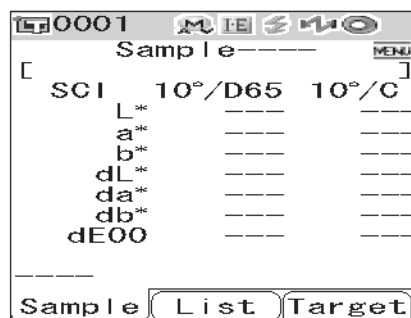 0001 M I·E
Sample---- MENU
[ ]
SCI 10°/D65 10°/C
L* --- ---
a* --- ---
b* --- ---
dL* --- ---
da* --- ---
db* --- ---
dE00 --- ---
----
Sample List Target